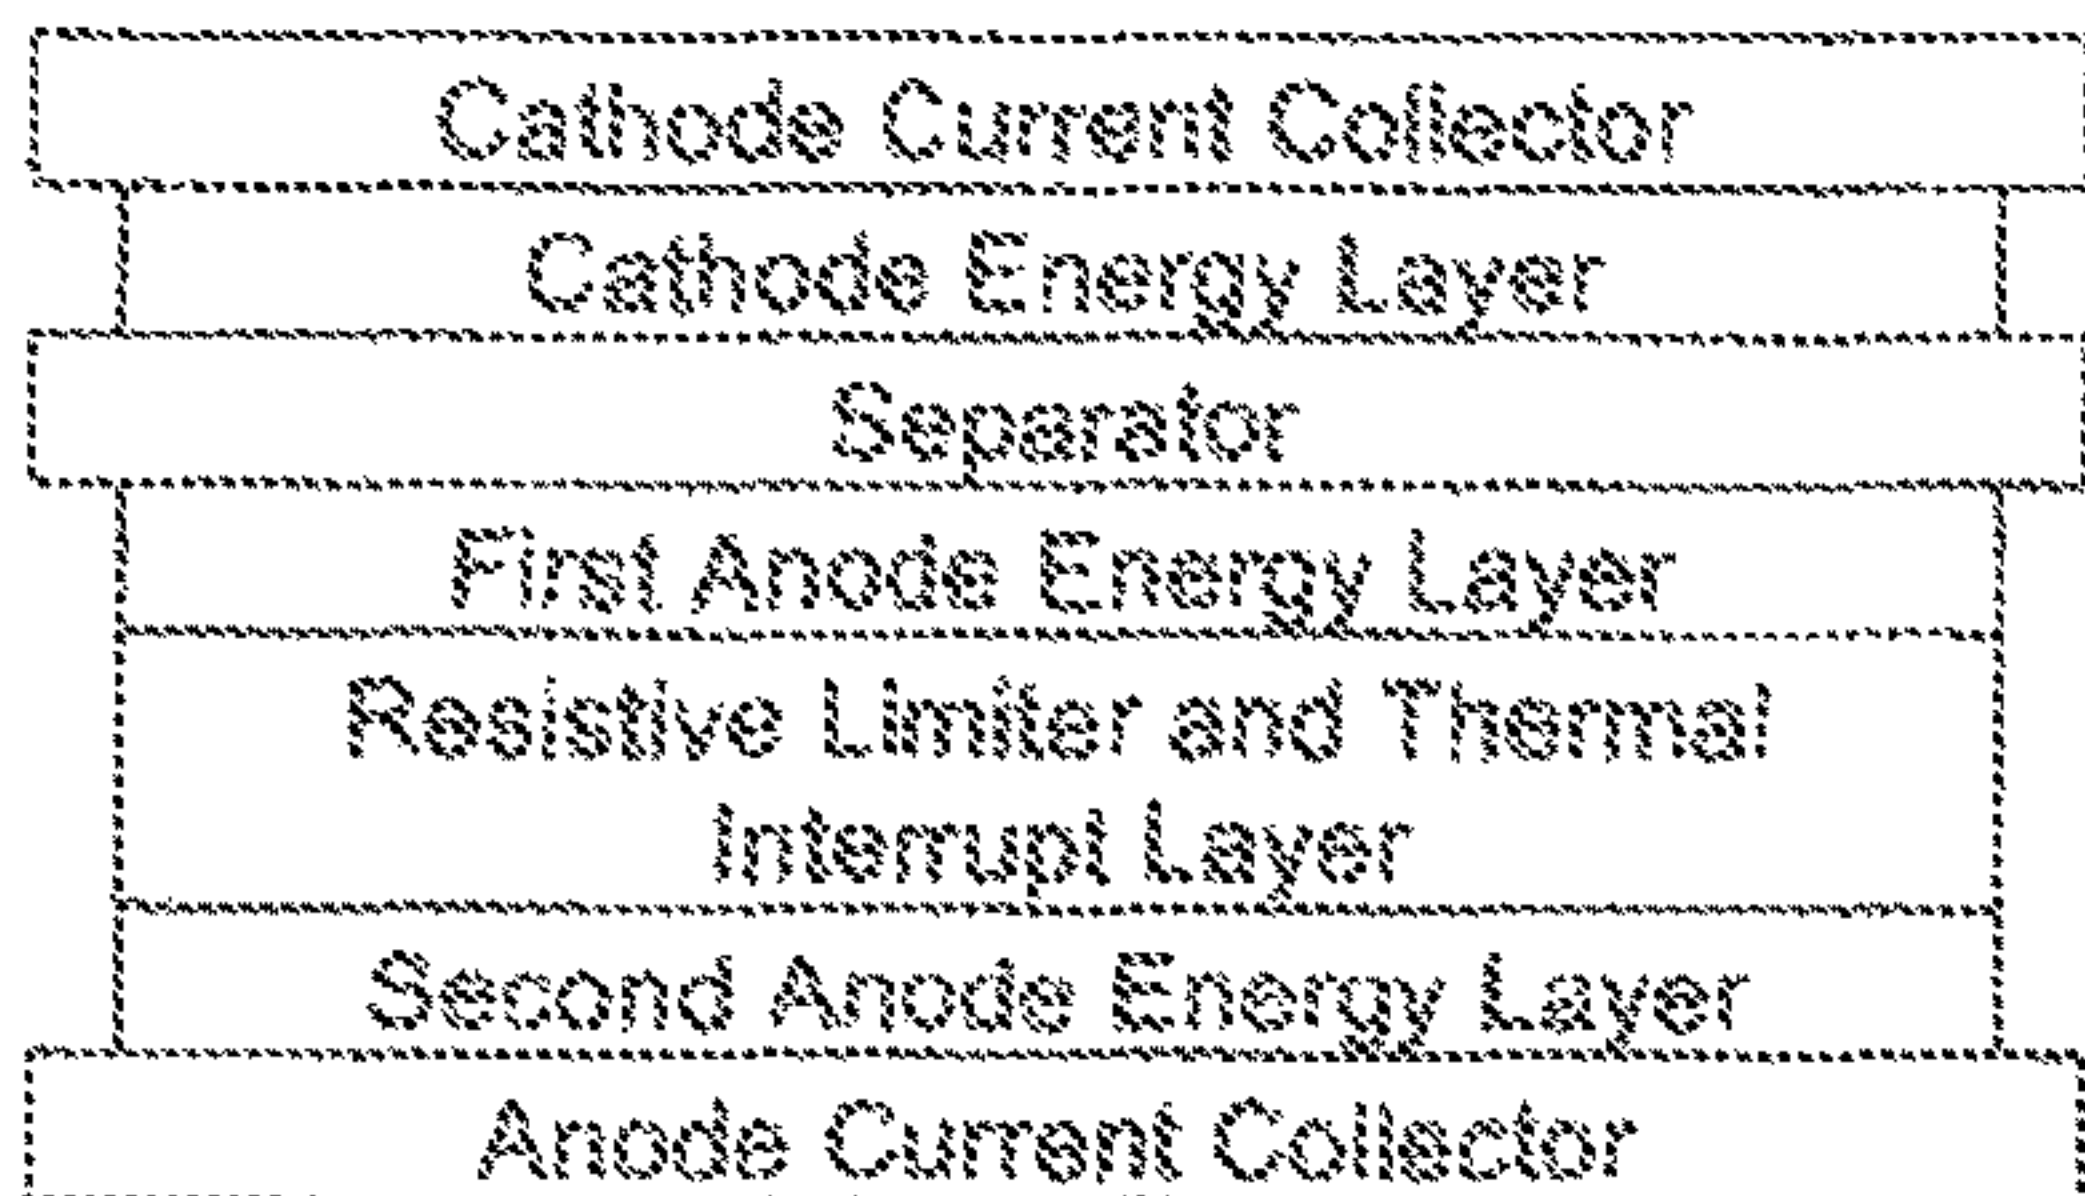 Cathode Current Collector
Cathode Energy Layer
Separator
First Anode Energy Layer
Resistive Limiter and Thermal
Interrupt Layer
Second Anode Energy Layer
Anode Current Collector